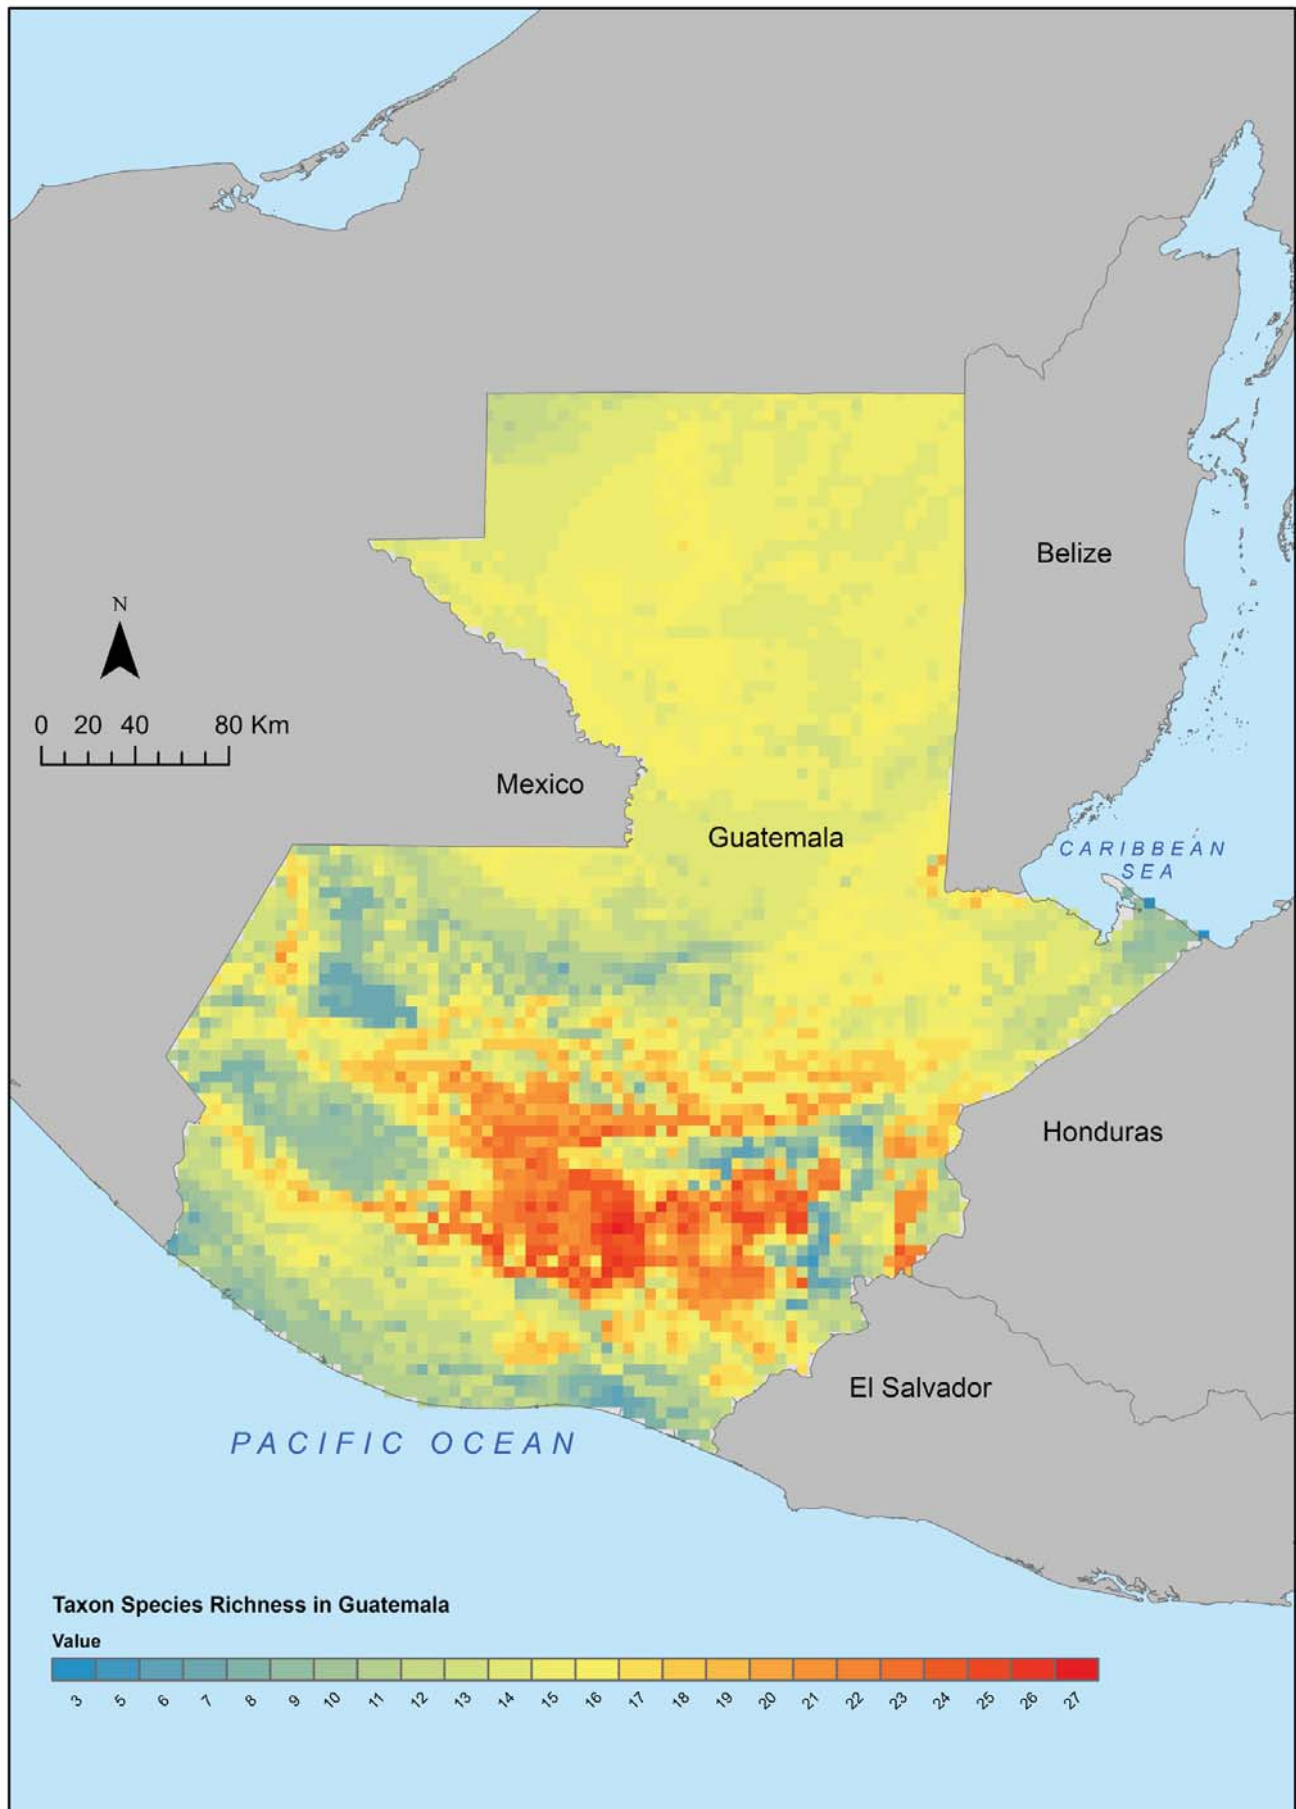 Belize
N
0 20 40 80 Km
Mexico
Guatemala
CARIBBEAN
SEA
Honduras
El Salvador
PACIFIC OCEAN
Taxon Species Richness in Guatemala
Value
3 5 6 7 8 9 10 11 12 13 14 15 16 17 18 19 20 21 22 23 24 25 26 27